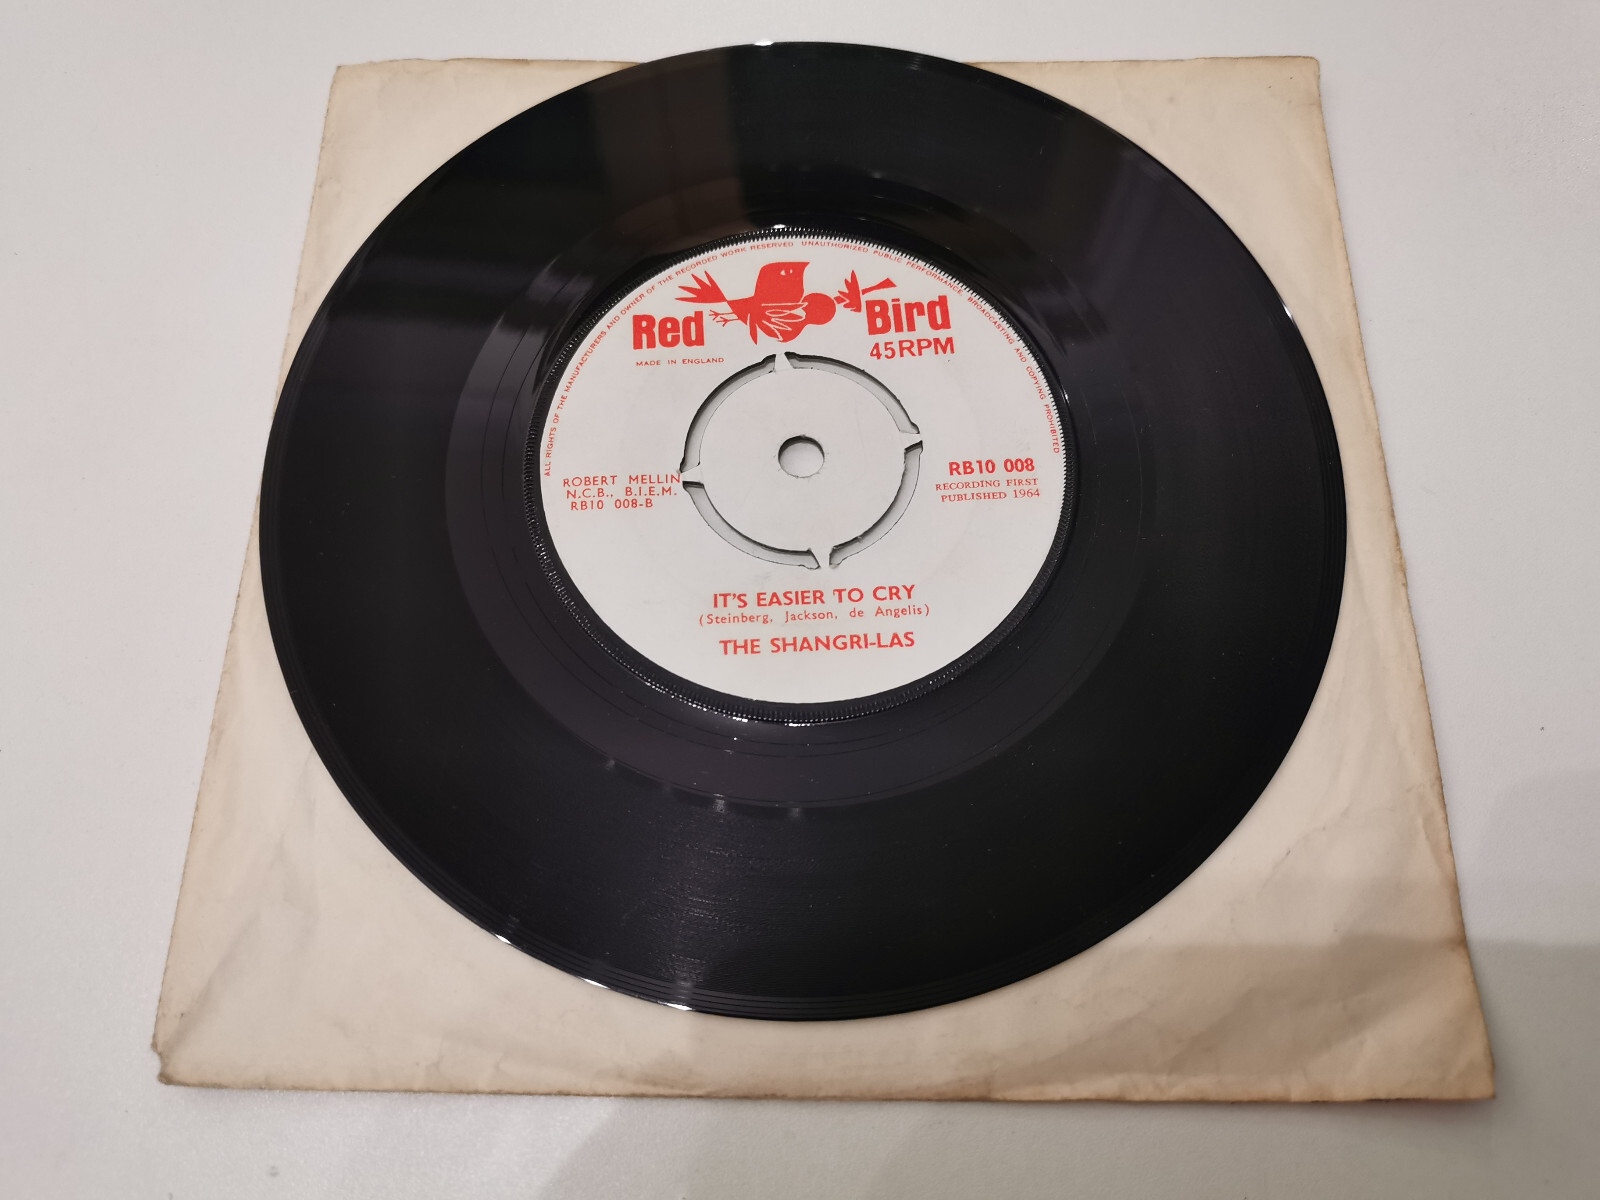 ALL RIGHTS OF THE MANUFACTURERS AND OWNER OF THE RECORDED WORK RESERVED UNAUTHORIZED PUBLIC PERFORMANCE, BROADCASTING AND COPYING PROHIBITED
Red Bird
MADE IN ENGLAND
45RPM
ROBERT MELLIN
N.C.B., B.I.E.M.
RB10 008-B
RB10 008
RECORDING FIRST
PUBLISHED 1964
IT'S EASIER TO CRY
(Steinberg, Jackson, de Angelis)
THE SHANGRI-LAS